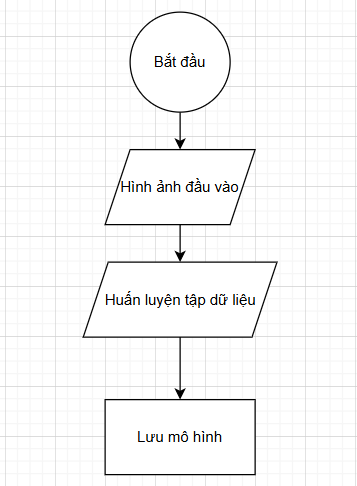 Bắt đầu
Hình ảnh đầu vào
Huấn luyện tập dữ liệu
Lưu mô hình